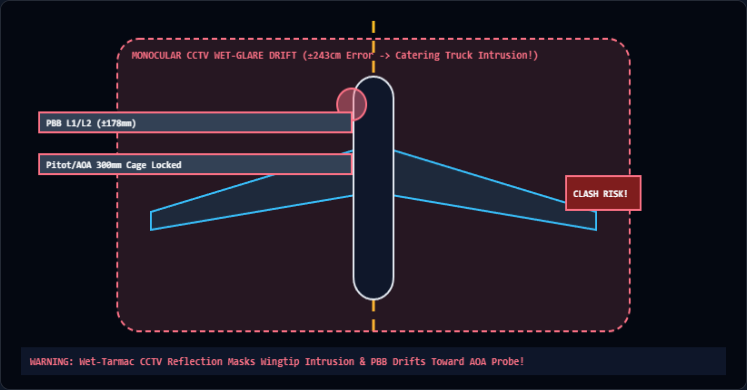 MONOCULAR CCTV WET-GLARE DRIFT (±243cm Error -> Catering Truck Intrusion!)
PBB L1/L2 (±178mm)
Pitot/AOA 300mm Cage Locked
CLASH RISK!
WARNING: Wet-Tarmac CCTV Reflection Masks Wingtip Intrusion & PBB Drifts Toward AOA Probe!